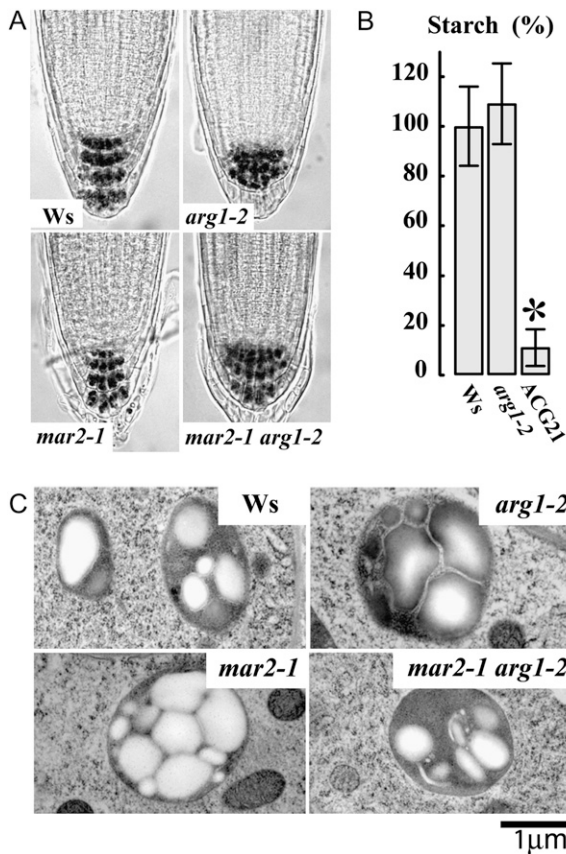 A
Ws
arg1-2
mar2-1
mar2-1 arg1-2
B
Starch (%)
120
100
80
60
40
20
0
*
Ws
arg1-2
ACG21
C
Ws
arg1-2
mar2-1
mar2-1 arg1-2
1μm